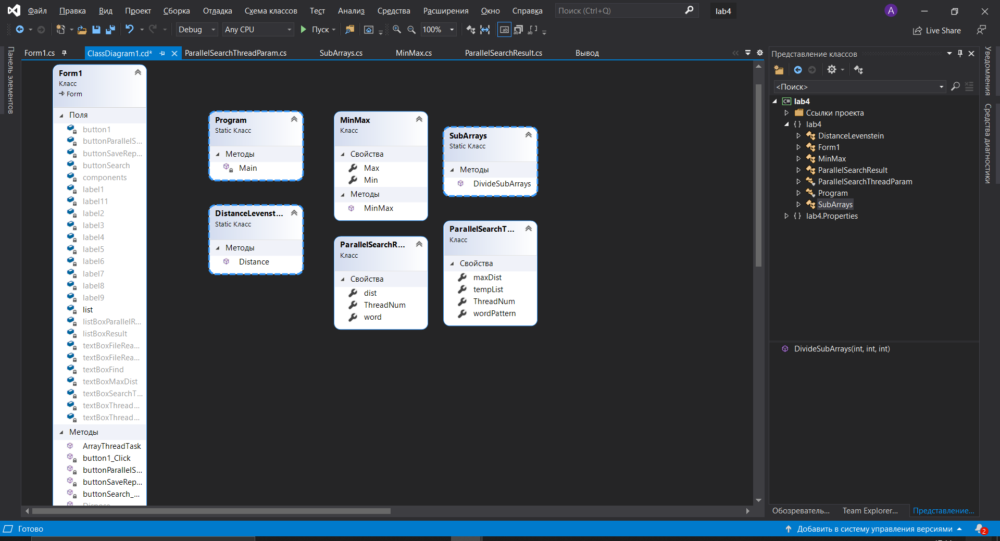 Файл Правка Вид Проект Сборка Отладка Схема классов Тест Анализ Средства Расширения Окно Справка Поиск (Ctrl+Q) lab4 A
Debug Any CPU Пуск 100% Live Share
Панель элементов
Form1.cs ClassDiagram1.cd* ParallelSearchThreadParam.cs SubArrays.cs MinMax.cs ParallelSearchResult.cs Вывод
Form1
Класс
Form
Поля
button1
buttonParallelS...
buttonSaveRep...
buttonSearch
components
label1
label11
label2
label3
label4
label5
label6
label7
label8
label9
list
listBoxParallelR...
listBoxResult
textBoxFileRea...
textBoxFileRea...
textBoxFind
textBoxMaxDist
textBoxSearchT...
textBoxThread...
textBoxThread...
Методы
ArrayThreadTask
button1_Click
buttonParallelS...
buttonSaveRep...
buttonSearch_...
Dispose
Program
Static Класс
Методы
Main
DistanceLevenst...
Static Класс
Методы
Distance
MinMax
Класс
Свойства
Max
Min
Методы
MinMax
ParallelSearchR...
Класс
Свойства
dist
ThreadNum
word
SubArrays
Static Класс
Методы
DivideSubArrays
ParallelSearchT...
Класс
Свойства
maxDist
tempList
ThreadNum
wordPattern
Представление классов
<Поиск>
C# lab4
Ссылки проекта
{ } lab4
DistanceLevenstein
Form1
MinMax
ParallelSearchResult
ParallelSearchThreadParam
Program
SubArrays
{ } lab4.Properties
DivideSubArrays(int, int, int)
Обозреватель... Team Explorer... Представление...
Уведомления
Средства диагностики
Готово
Добавить в систему управления версиями 2